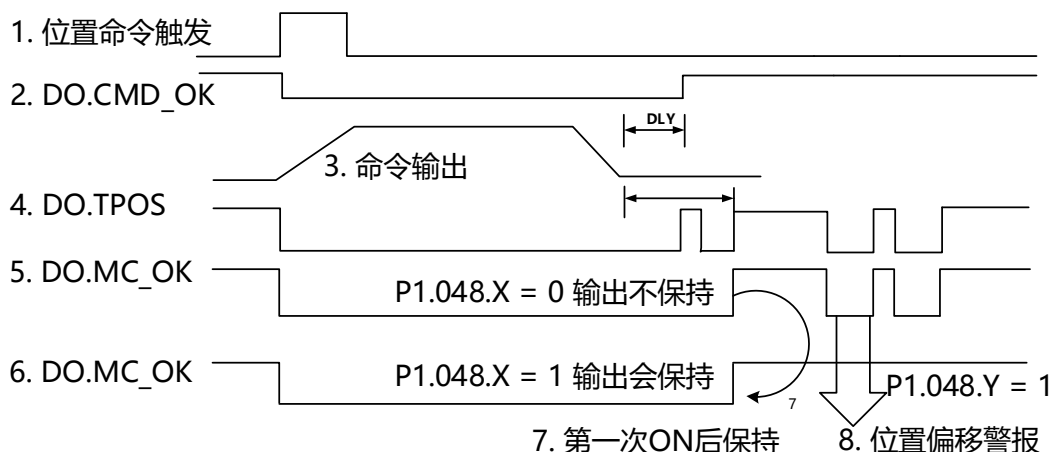 1. 位置命令触发
2. DO.CMD_OK
DLY
3. 命令输出
4. DO.TPOS
5. DO.MC_OK
P1.048.X = 0 输出不保持
6. DO.MC_OK
P1.048.X = 1 输出会保持
7
P1.048.Y = 1
7. 第一次ON后保持
8. 位置偏移警报